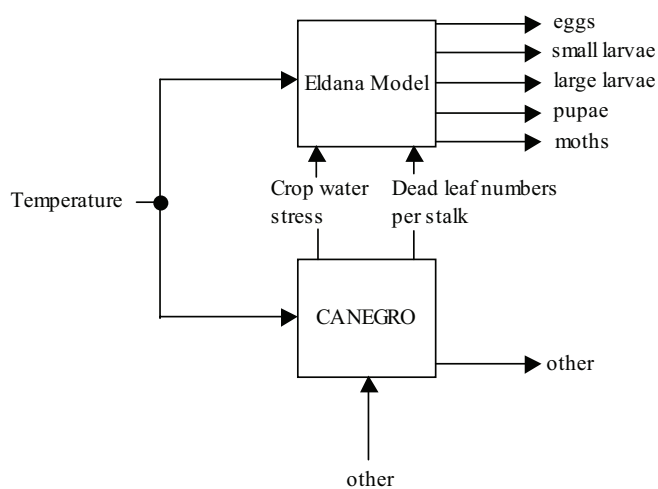 eggs
small larvae
Eldana Model
large larvae
pupae
moths
Crop water
stress
Dead leaf numbers
per stalk
Temperature
CANEGRO
other
other